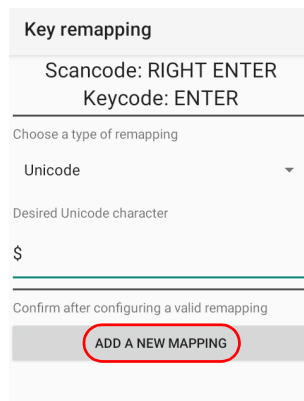 Key remapping
Scancode: RIGHT ENTER
Keycode: ENTER
Choose a type of remapping
Unicode
Desired Unicode character
$
Confirm after configuring a valid remapping
ADD A NEW MAPPING